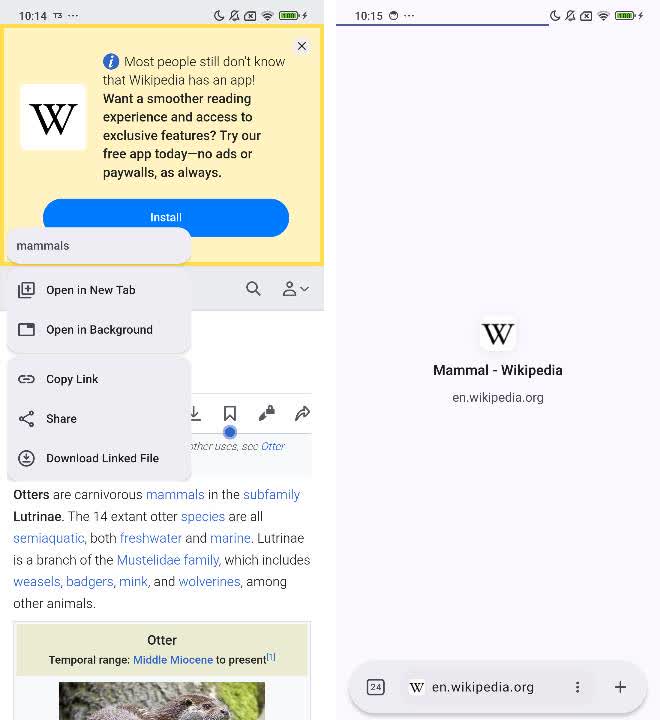 10:14 T3 ···
Most people still don't know
that Wikipedia has an app!
Want a smoother reading
experience and access to
exclusive features? Try our
free app today—no ads or
paywalls, as always.
W
Install
mammals
Open in New Tab
Open in Background
Copy Link
Share
Download Linked File
other uses, see Otter
Otters are carnivorous mammals in the subfamily
Lutrinae. The 14 extant otter species are all
semiaquatic, both freshwater and marine. Lutrinae
is a branch of the Mustelidae family, which includes
weasels, badgers, mink, and wolverines, among
other animals.
Otter
Temporal range: Middle Miocene to present[1]
10:15 ···
W
Mammal - Wikipedia
en.wikipedia.org
24 W en.wikipedia.org